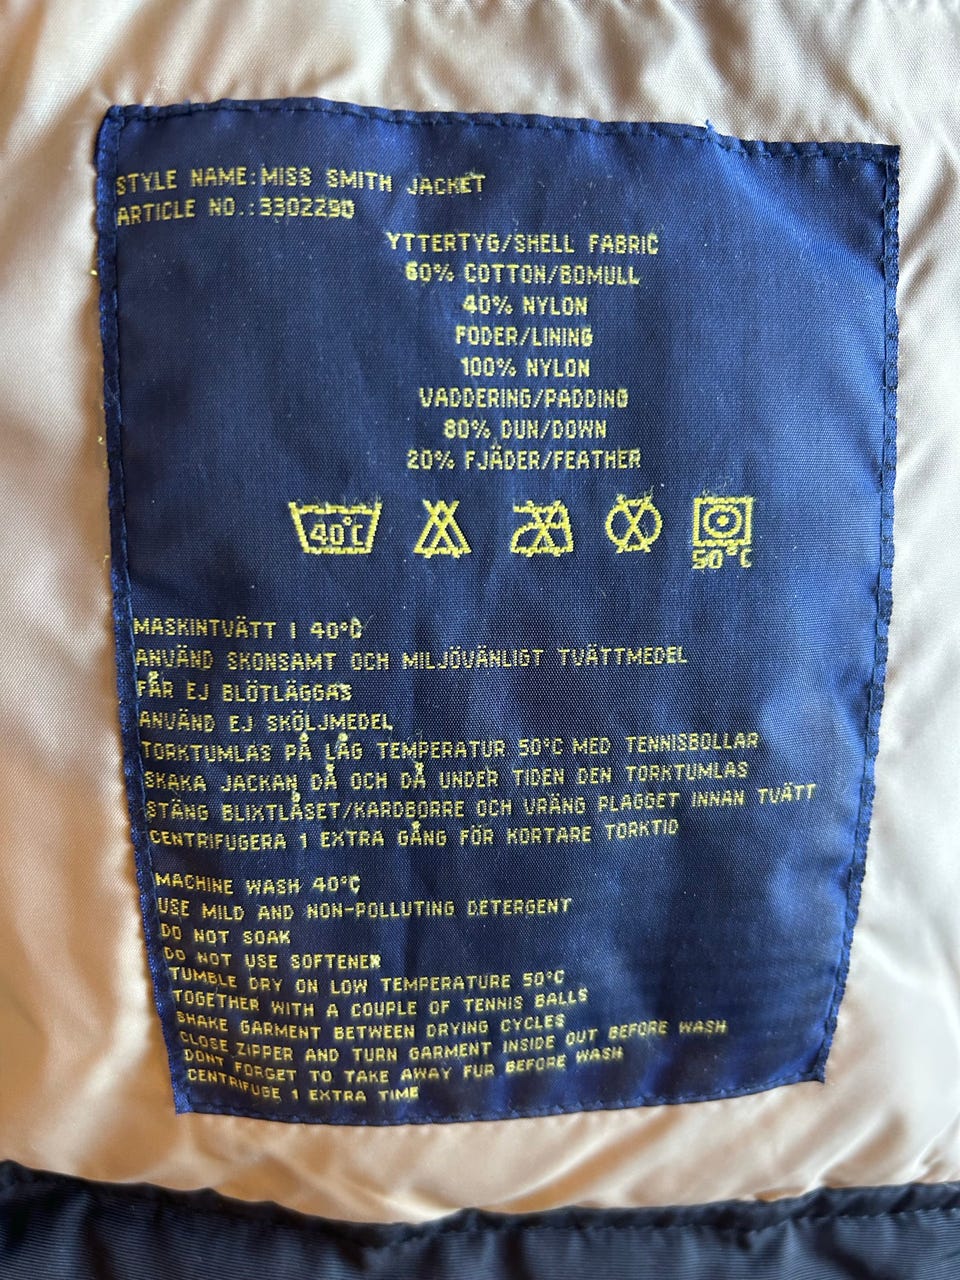 STYLE NAME:MISS SMITH JACKET
ARTICLE NO.:3302290
YTTERTYG/SHELL FABRIC
60% COTTON/BOMULL
40% NYLON
FODER/LINING
100% NYLON
VADDERING/PADDING
80% DUN/DOWN
20% FJÄDER/FEATHER
40°C
50°C
MASKINTVÄTT I 40°C
ANVÄND SKONSAMT OCH MILJÖVÄNLIGT TVÄTTMEDEL
FÅR EJ BLÖTLÄGGAS
ANVÄND EJ SKÖLJMEDEL
TORKTUMLAS PÅ LÅG TEMPERATUR 50°C MED TENNISBOLLAR
SKAKA JACKAN DÅ OCH DÅ UNDER TIDEN DEN TORKTUMLAS
STÄNG BLIXTLÅSET/KARDBORRE OCH VRÄNG PLAGGET INNAN TVÄTT
CENTRIFUGERA 1 EXTRA GÅNG FÖR KORTARE TORKTID
MACHINE WASH 40°C
USE MILD AND NON-POLLUTING DETERGENT
DO NOT SOAK
DO NOT USE SOFTENER
TUMBLE DRY ON LOW TEMPERATURE 50°C
TOGETHER WITH A COUPLE OF TENNIS BALLS
SHAKE GARMENT BETWEEN DRYING CYCLES
CLOSE ZIPPER AND TURN GARMENT INSIDE OUT BEFORE WASH
DONT FORGET TO TAKE AWAY FUR BEFORE WASH
CENTRIFUGE 1 EXTRA TIME